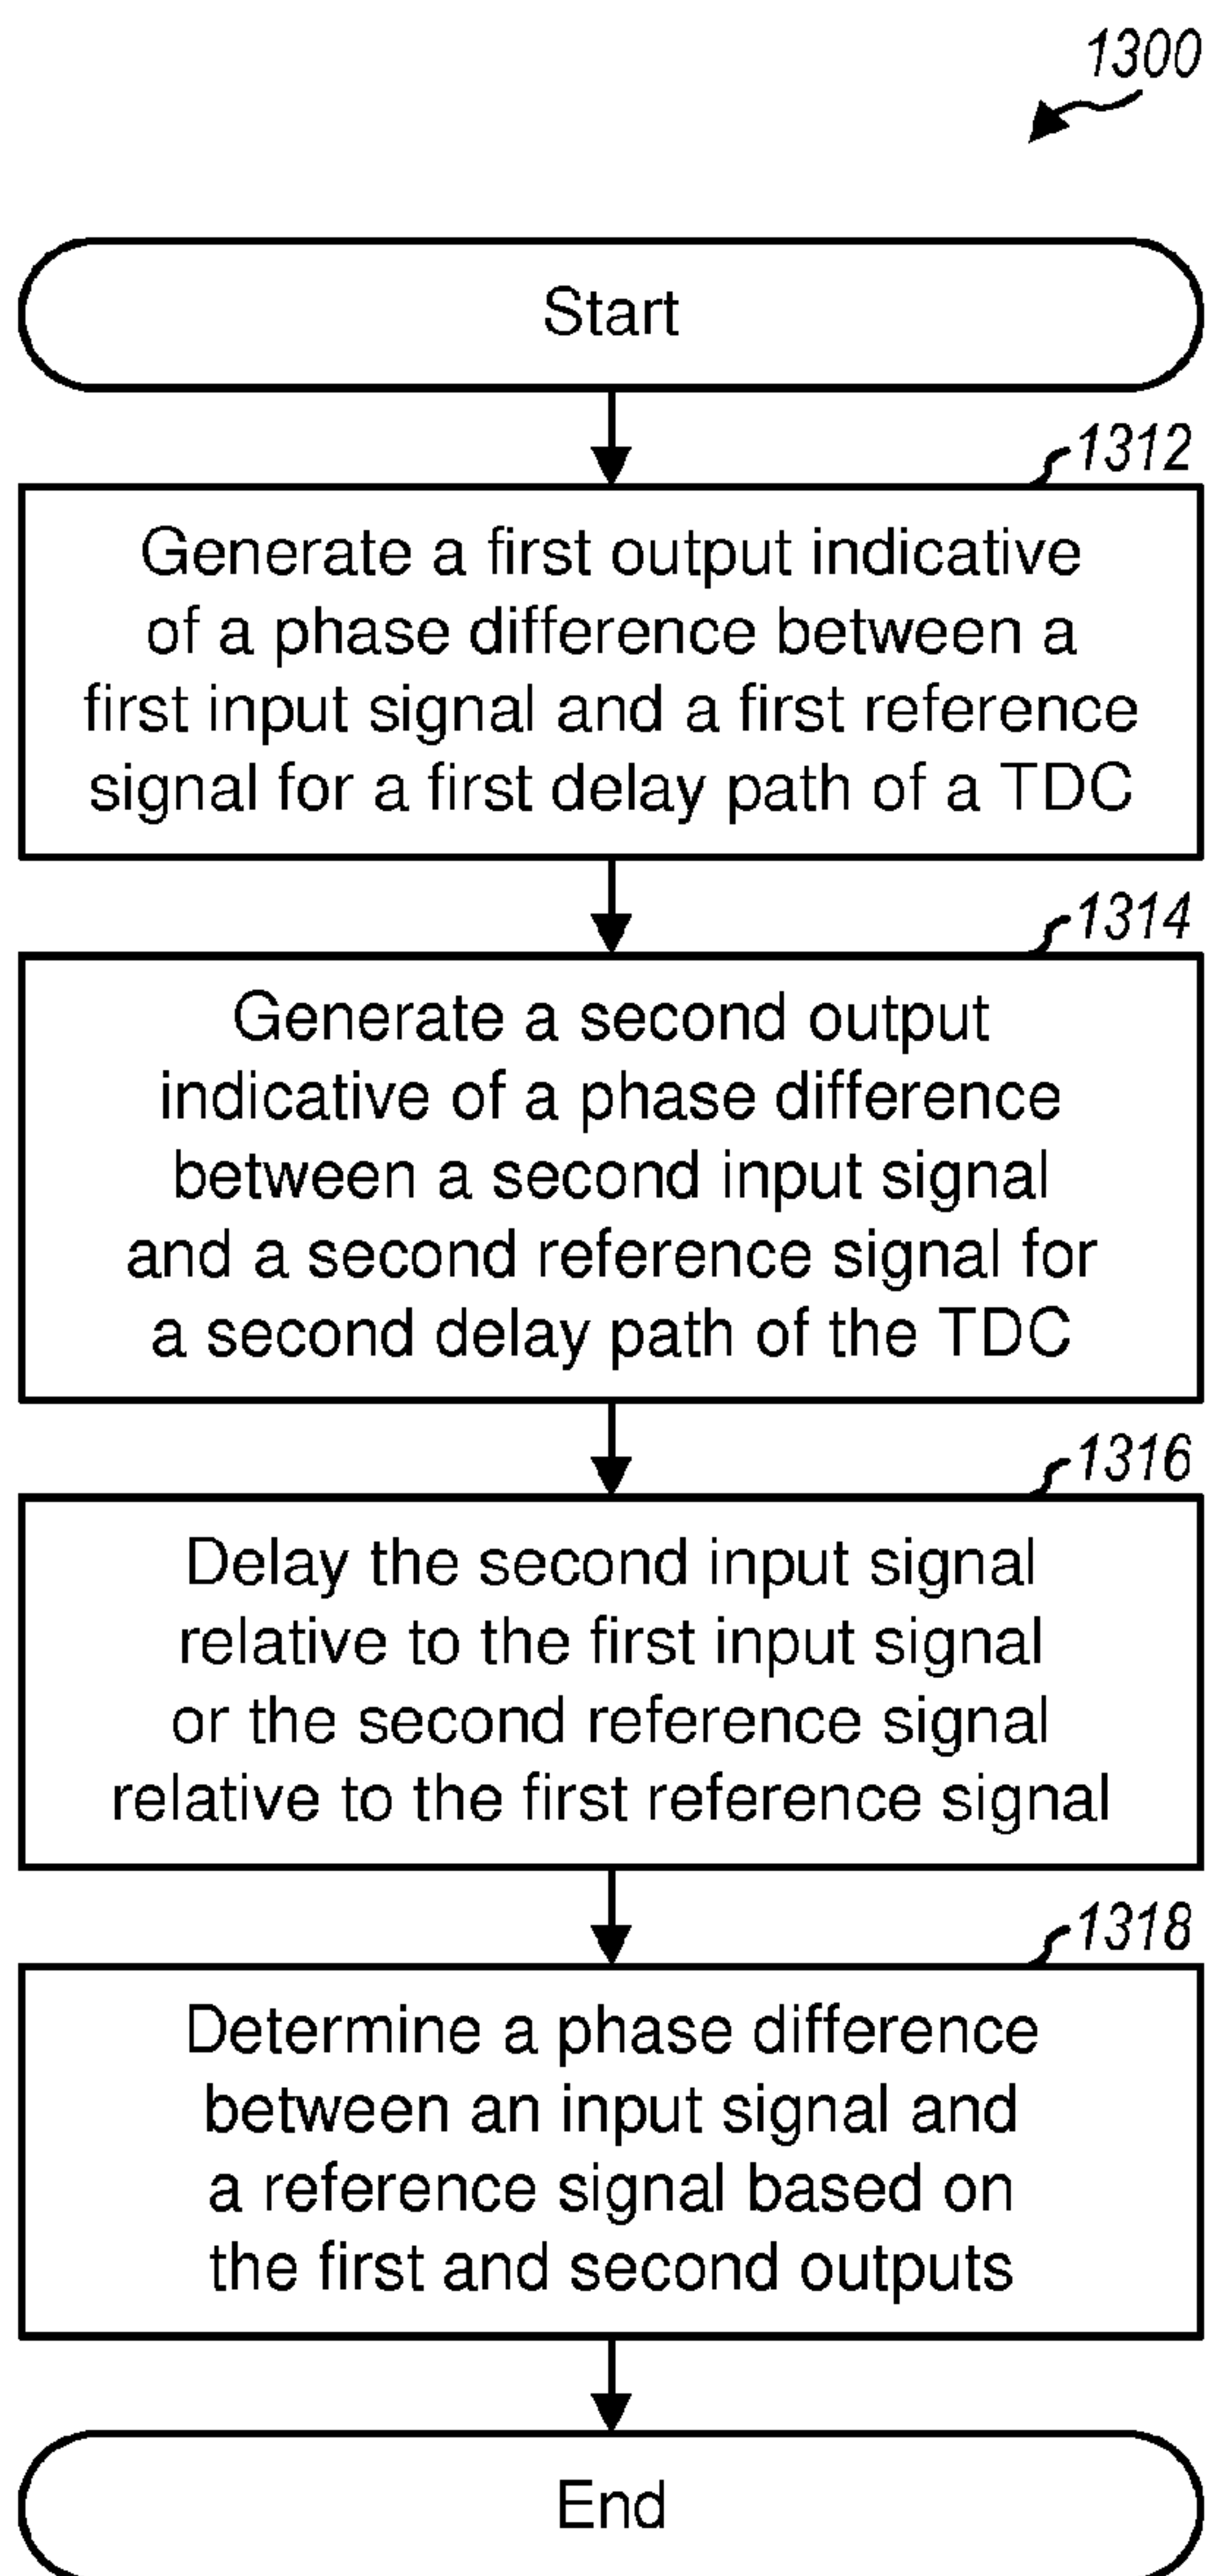 1300
Start
1312
Generate a first output indicative
of a phase difference between a
first input signal and a first reference
signal for a first delay path of a TDC
1314
Generate a second output
indicative of a phase difference
between a second input signal
and a second reference signal for
a second delay path of the TDC
1316
Delay the second input signal
relative to the first input signal
or the second reference signal
relative to the first reference signal
1318
Determine a phase difference
between an input signal and
a reference signal based on
the first and second outputs
End